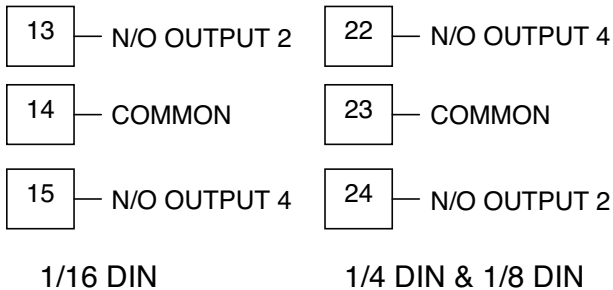 13 N/O OUTPUT 2
14 COMMON
15 N/O OUTPUT 4
1/16 DIN
22 N/O OUTPUT 4
23 COMMON
24 N/O OUTPUT 2
1/4 DIN & 1/8 DIN